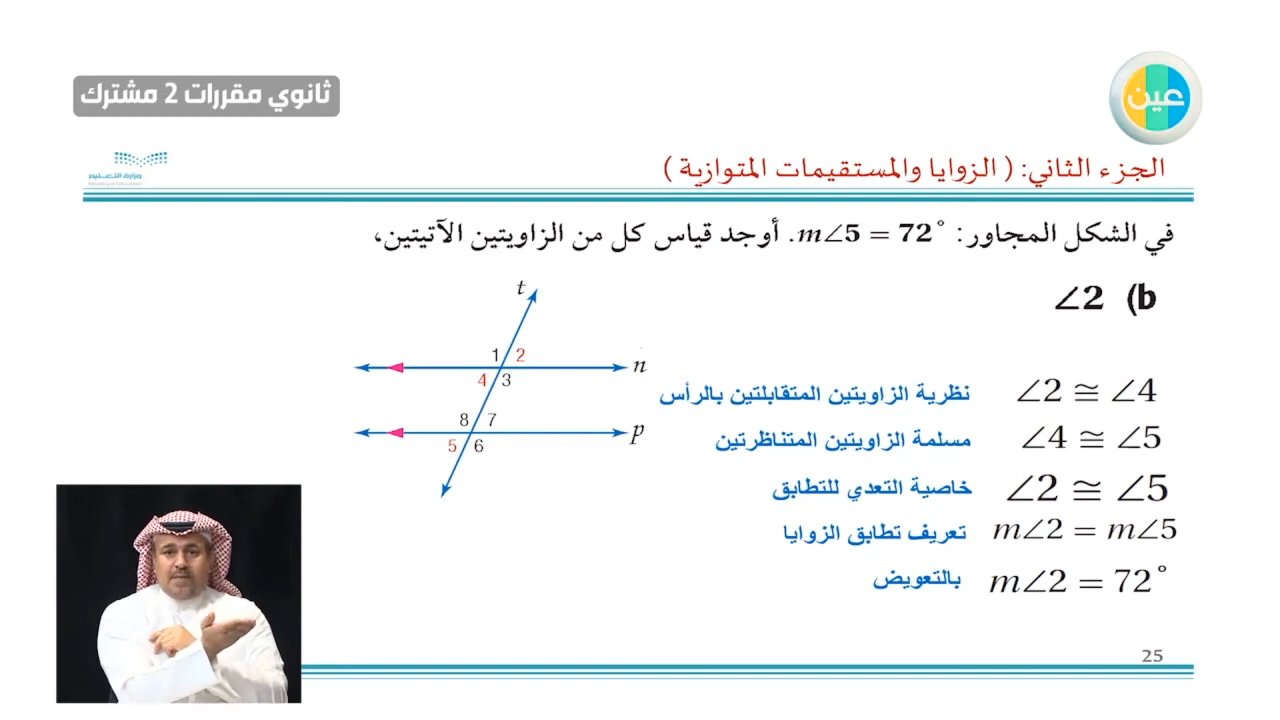 ثانوي مقررات 2 مشترك
عين
وزارة التعليم
الجزء الثاني: ( الزوايا والمستقيمات المتوازية )
في الشكل المجاور: m∠5 = 72°. أوجد قياس كل من الزاويتين الآتيتين،
∠2 (b
t
1 2
n
4 3
8 7
p
5 6
∠2 ≅ ∠4 نظرية الزاويتين المتقابلتين بالرأس
∠4 ≅ ∠5 مسلمة الزاويتين المتناظرتين
∠2 ≅ ∠5 خاصية التعدي للتطابق
m∠2 = m∠5 تعريف تطابق الزوايا
m∠2 = 72° بالتعويض
25